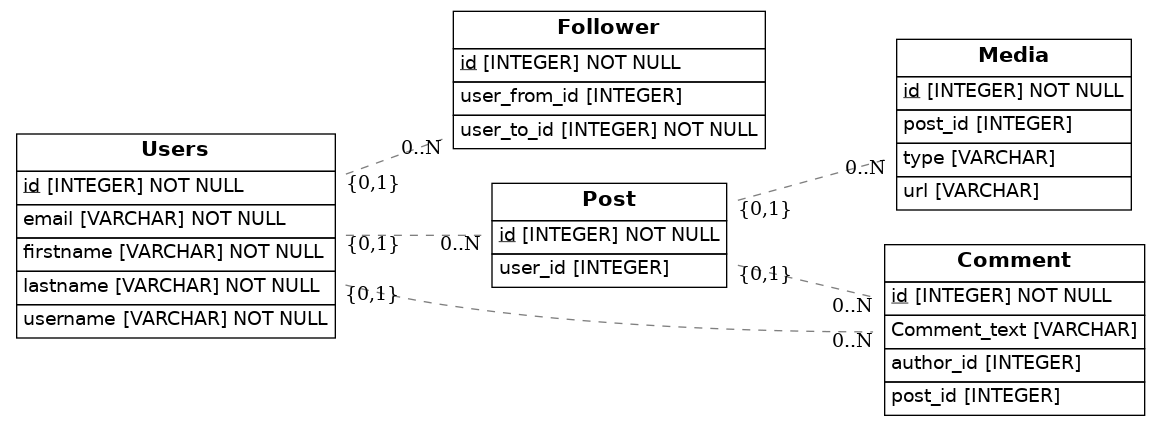 Follower
id [INTEGER] NOT NULL
user_from_id [INTEGER]
user_to_id [INTEGER] NOT NULL
Media
id [INTEGER] NOT NULL
post_id [INTEGER]
type [VARCHAR]
url [VARCHAR]
Users
id [INTEGER] NOT NULL
email [VARCHAR] NOT NULL
firstname [VARCHAR] NOT NULL
lastname [VARCHAR] NOT NULL
username [VARCHAR] NOT NULL
0..N
{0,1}
Post
id [INTEGER] NOT NULL
user_id [INTEGER]
{0,1}
0..N
0..N
{0,1}
{0,1}
0..N
{0,1}
0..N
Comment
id [INTEGER] NOT NULL
Comment_text [VARCHAR]
author_id [INTEGER]
post_id [INTEGER]